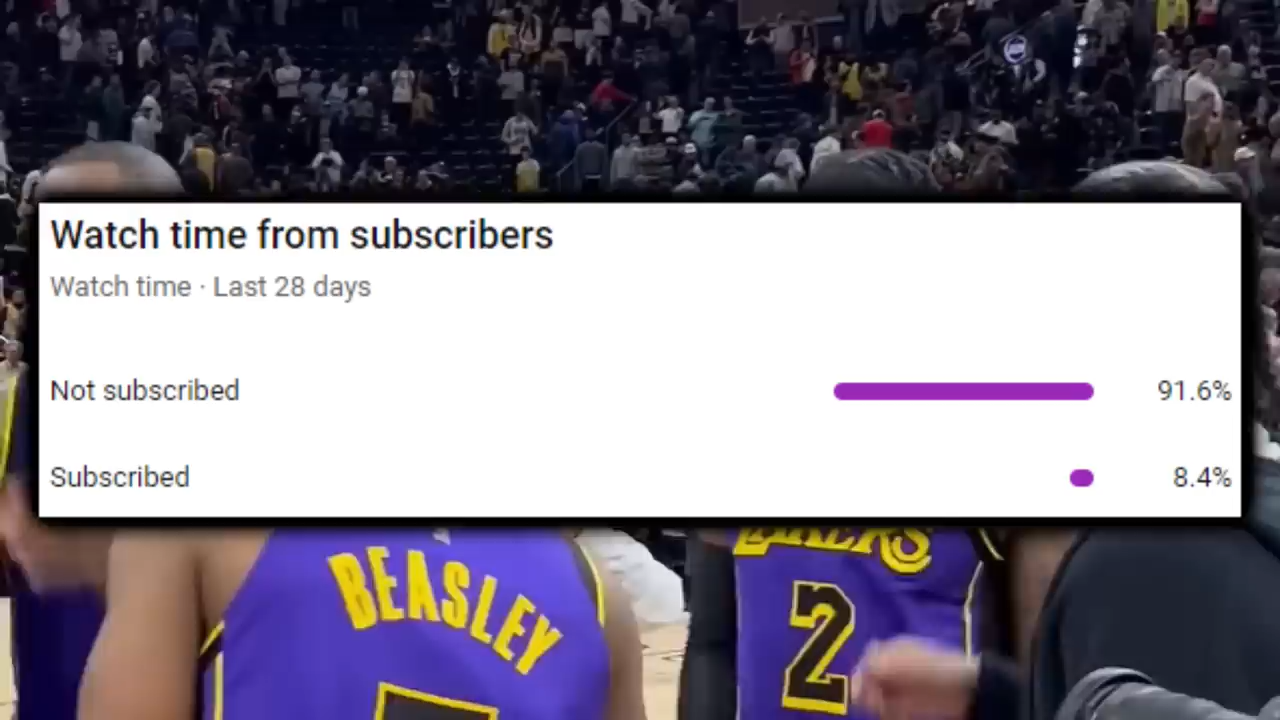 Watch time from subscribers
Watch time · Last 28 days
Not subscribed 91.6%
Subscribed 8.4%
BEASLEY
LAKERS
2